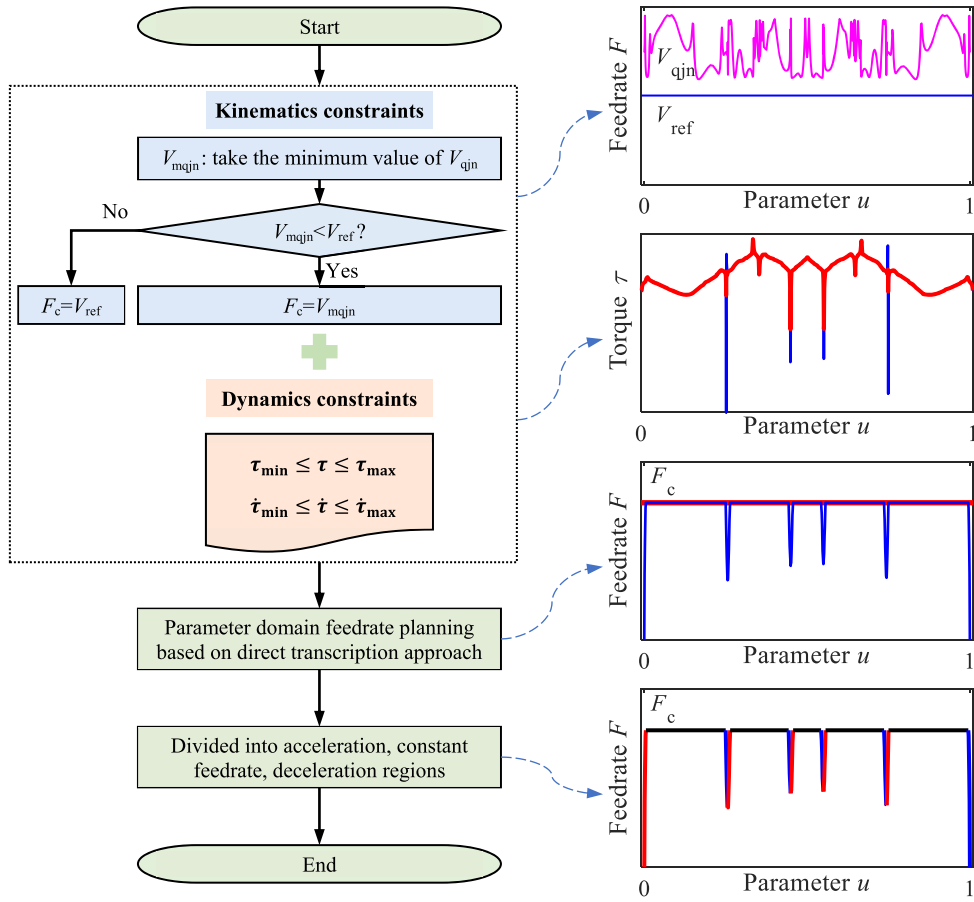 Start
Kinematics constraints
Vmqjn: take the minimum value of Vqjn
No
Vmqjn<Vref?
Yes
Fc=Vref
Fc=Vmqjn
Dynamics constraints
τmin ≤ τ ≤ τmax
τ̇min ≤ τ̇ ≤ τ̇max
Parameter domain feedrate planning
based on direct transcription approach
Divided into acceleration, constant
feedrate, deceleration regions
End
Feedrate F
Vqjn
Vref
0
Parameter u
1
Torque τ
0
Parameter u
1
Feedrate F
Fc
0
Parameter u
1
Feedrate F
Fc
0
Parameter u
1